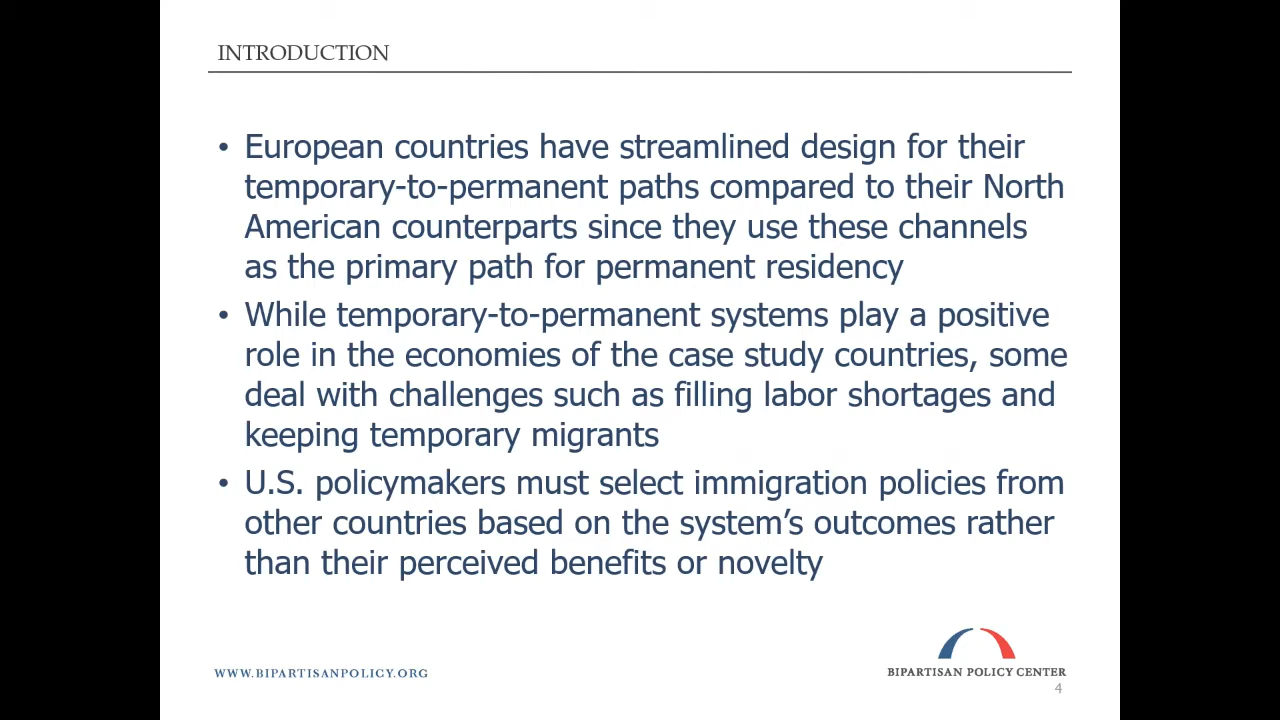 INTRODUCTION
• European countries have streamlined design for their
temporary-to-permanent paths compared to their North
American counterparts since they use these channels
as the primary path for permanent residency
• While temporary-to-permanent systems play a positive
role in the economies of the case study countries, some
deal with challenges such as filling labor shortages and
keeping temporary migrants
• U.S. policymakers must select immigration policies from
other countries based on the system’s outcomes rather
than their perceived benefits or novelty
WWW.BIPARTISANPOLICY.ORG
BIPARTISAN POLICY CENTER
4